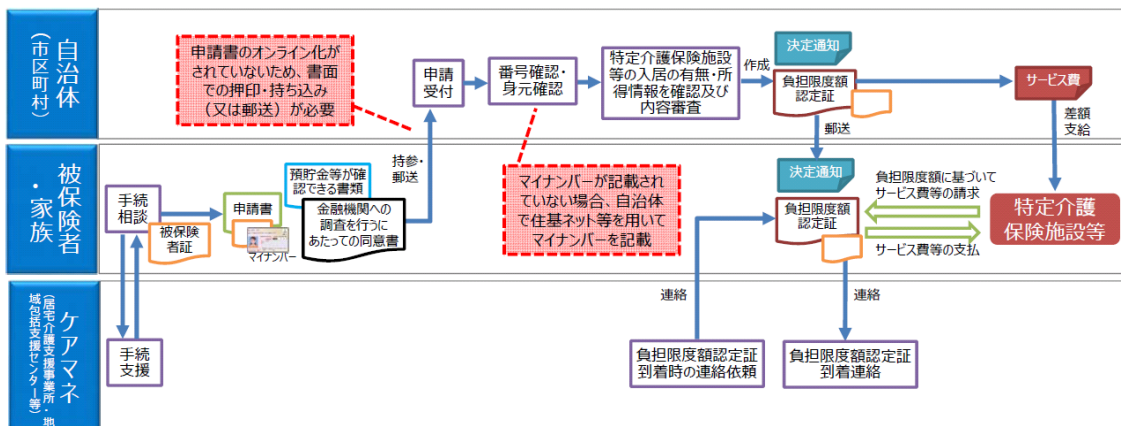 自治体
(市区町村)
申請書のオンライン化が
されていないため、書面
での押印・持ち込み
(又は郵送)が必要
申請
受付
番号確認・
身元確認
特定介護保険施設
等の入居の有無・所
得情報を確認及び
内容審査
作成
決定通知
負担限度額
認定証
サービス費
郵送
差額
支給
被保険者
・家族
手続
相談
被保険
者証
申請書
マイナンバー
預貯金等が確
認できる書類
金融機関への
調査を行うに
あたっての同意書
持参・
郵送
マイナンバーが記載され
ていない場合、自治体
で住基ネット等を用いて
マイナンバーを記載
決定通知
負担限度額
認定証
負担限度額に基づいて
サービス費等の請求
サービス費等の支払
特定介護
保険施設等
ケアマネ
(居宅介護支援事業所・地
域包括支援センター等)
手続
支援
連絡
連絡
負担限度額認定証
到着時の連絡依頼
負担限度額認定証
到着連絡